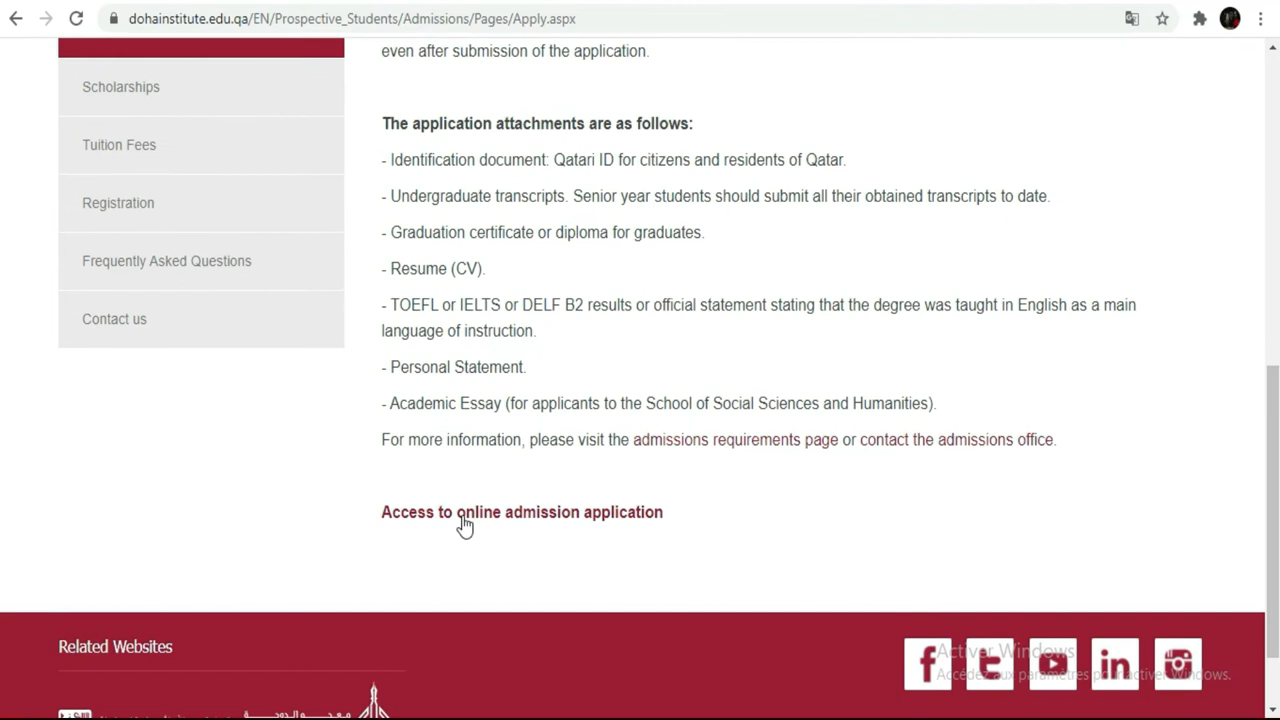 dohainstitute.edu.qa/EN/Prospective_Students/Admissions/Pages/Apply.aspx
even after submission of the application.
Scholarships
Tuition Fees
Registration
Frequently Asked Questions
Contact us
The application attachments are as follows:
- Identification document: Qatari ID for citizens and residents of Qatar.
- Undergraduate transcripts. Senior year students should submit all their obtained transcripts to date.
- Graduation certificate or diploma for graduates.
- Resume (CV).
- TOEFL or IELTS or DELF B2 results or official statement stating that the degree was taught in English as a main
language of instruction.
- Personal Statement.
- Academic Essay (for applicants to the School of Social Sciences and Humanities).
For more information, please visit the admissions requirements page or contact the admissions office.
Access to online admission application
Related Websites
Activer Windows
Accédez aux paramètres pour activer Windows.